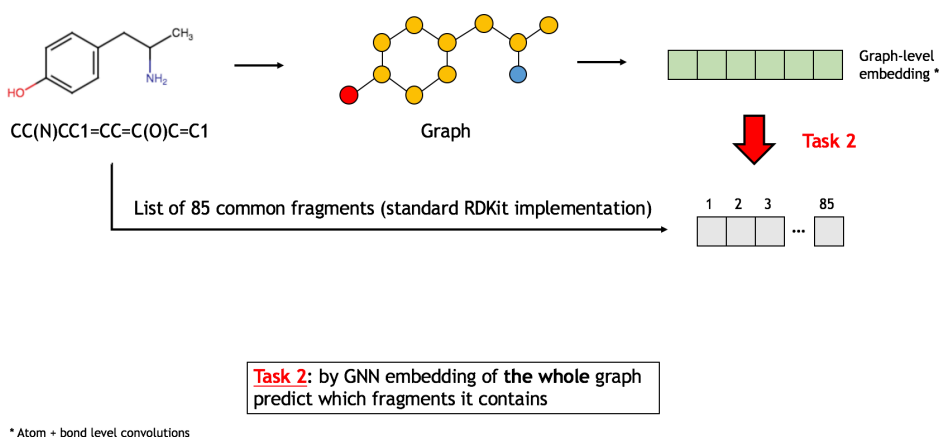 CH₃
NH₂
HO
CC(N)CC1=CC=C(O)C=C1
Graph
Graph-level
embedding *
Task 2
List of 85 common fragments (standard RDKit implementation)
1 2 3 85
...
Task 2: by GNN embedding of the whole graph
predict which fragments it contains
* Atom + bond level convolutions